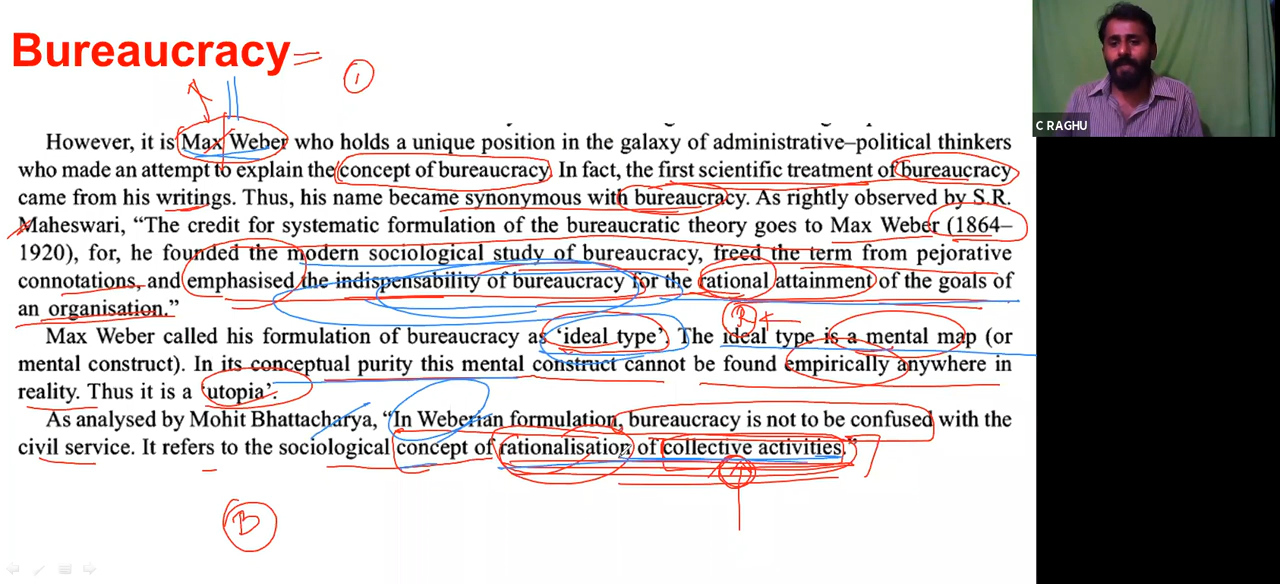 Bureaucracy
①
However, it is Max Weber who holds a unique position in the galaxy of administrative–political thinkers
who made an attempt to explain the concept of bureaucracy. In fact, the first scientific treatment of bureaucracy
came from his writings. Thus, his name became synonymous with bureaucracy. As rightly observed by S.R.
Maheswari, “The credit for systematic formulation of the bureaucratic theory goes to Max Weber (1864–
1920), for, he founded the modern sociological study of bureaucracy, freed the term from pejorative
connotations, and emphasised the indispensability of bureaucracy for the rational attainment of the goals of
an organisation.”
Max Weber called his formulation of bureaucracy as ‘ideal type’. The ideal type is a mental map (or
mental construct). In its conceptual purity this mental construct cannot be found empirically anywhere in
reality. Thus it is a ‘utopia’.
As analysed by Mohit Bhattacharya, “In Weberian formulation, bureaucracy is not to be confused with the
civil service. It refers to the sociological concept of rationalisation of collective activities.”
B
C RAGHU